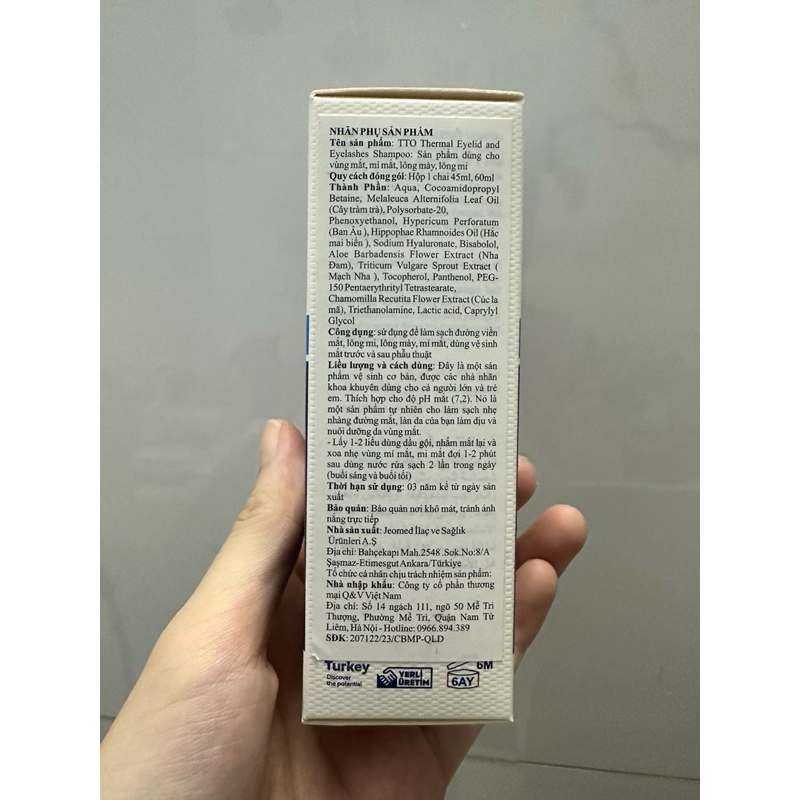 NHÃN PHỤ SẢN PHẨM
Tên sản phẩm: TTO Thermal Eyelid and
Eyelashes Shampoo: Sản phẩm dùng cho
vùng mắt, mí mắt, lông mày, lông mi
Quy cách đóng gói: Hộp 1 chai 45ml, 60ml
Thành Phần: Aqua, Cocoamidopropyl
Betaine, Melaleuca Alternifolia Leaf Oil
(Cây tràm trà), Polysorbate-20,
Phenoxyethanol, Hypericum Perforatum
(Ban Âu ), Hippophae Rhamnoides Oil (Hắc
mai biển ), Sodium Hyaluronate, Bisabolol,
Aloe Barbadensis Flower Extract (Nha
Đam), Triticum Vulgare Sprout Extract (
Mạch Nha ), Tocopherol, Panthenol, PEG-
150 Pentaerythrityl Tetrastearate,
Chamomilla Recutita Flower Extract (Cúc la
mã), Triethanolamine, Lactic acid, Caprylyl
Glycol
Công dụng: sử dụng để làm sạch đường viền
mắt, lông mi, lông mày, mí mắt, dùng vệ sinh
mắt trước và sau phẫu thuật
Liều lượng và cách dùng: Đây là một sản
phẩm vệ sinh cơ bản, được các nhà nhãn
khoa khuyên dùng cho cả người lớn và trẻ
em. Thích hợp cho độ pH mắt (7,2). Nó là
một sản phẩm tự nhiên cho làm sạch nhẹ
nhàng đường mắt, làn da của bạn làm dịu và
nuôi dưỡng da vùng mắt.
- Lấy 1-2 liều dùng dầu gội, nhắm mắt lại và
xoa nhẹ vùng mí mắt, mi mắt đợi 1-2 phút
sau dùng nước rửa sạch 2 lần trong ngày
(buổi sáng và buổi tối)
Thời hạn sử dụng: 03 năm kể từ ngày sản
xuất
Bảo quản: Bảo quản nơi khô mát, tránh ánh
nắng trực tiếp
Nhà sản xuất: Jeomed İlaç ve Sağlık
Ürünleri A.Ş
Địa chỉ: Bahçekapı Mah.2548 .Sok.No:8/A
Şaşmaz-Etimesgut Ankara/Türkiye
Tổ chức cá nhân chịu trách nhiệm sản phẩm:
Nhà nhập khẩu: Công ty cổ phần thương
mại Q&V Việt Nam
Địa chỉ: Số 14 ngách 111, ngõ 50 Mễ Trì
Thượng, Phường Mễ Trì, Quận Nam Từ
Liêm, Hà Nội - Hotline: 0966.894.389
SĐK: 207122/23/CBMP-QLD
Turkey
Discover
the potential
YERLİ
ÜRETİM
6M
6AY